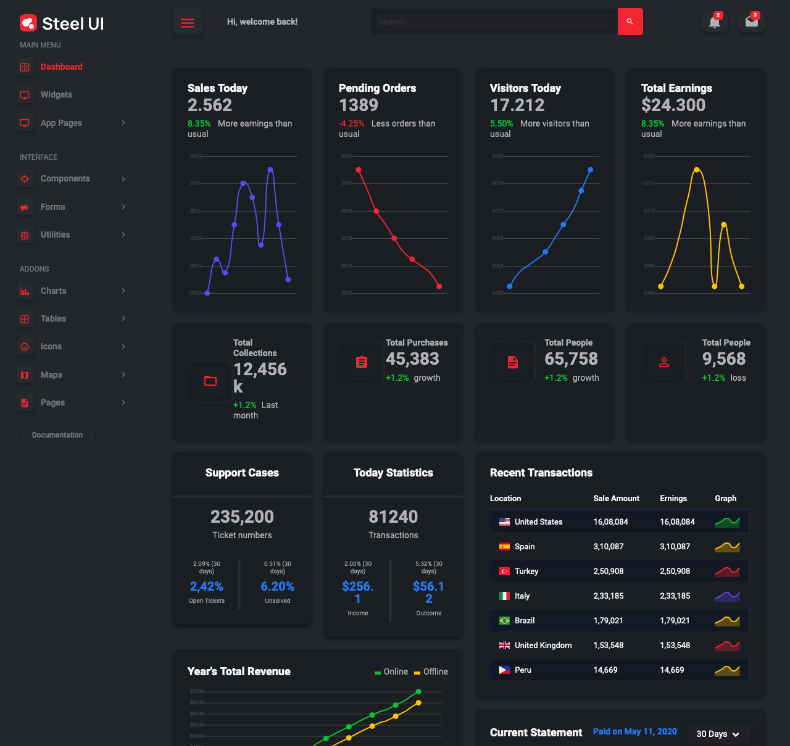 Steel UI
Hi, welcome back!
search
2
3
MAIN MENU
Dashboard
Widgets
App Pages
INTERFACE
Components
Forms
Utilities
ADDONS
Charts
Tables
Icons
Maps
Pages
Documentation
Sales Today
2.562
8.35% More earnings than
usual
Pending Orders
1389
-4.25% Less orders than
usual
Visitors Today
17.212
5.50% More visitors than
usual
Total Earnings
$24.300
8.35% More earnings than
usual
Total
Collections
12,456
k
+1.2% Last
month
Total Purchases
45,383
+1.2% growth
Total People
65,758
+1.2% growth
Total People
9,568
+1.2% loss
Support Cases
235,200
Ticket numbers
2.09% (30
days)
2,42%
Open Tickets
0.51% (30
days)
6.20%
Unsolved
Today Statistics
81240
Transactions
2.00% (30
days)
$256.
1
Income
5.32% (30
days)
$56.1
2
Outcome
Recent Transactions
Location Sale Amount Ernings Graph
United States 16,08,084 16,08,084
Spain 3,10,087 3,10,087
Turkey 2,50,908 2,50,908
Italy 2,33,185 2,33,185
Brazil 1,79,021 1,79,021
United Kingdom 1,53,548 1,53,548
Peru 14,669 14,669
Year's Total Revenue
Online Offline
Current Statement
Paid on May 11, 2020
30 Days